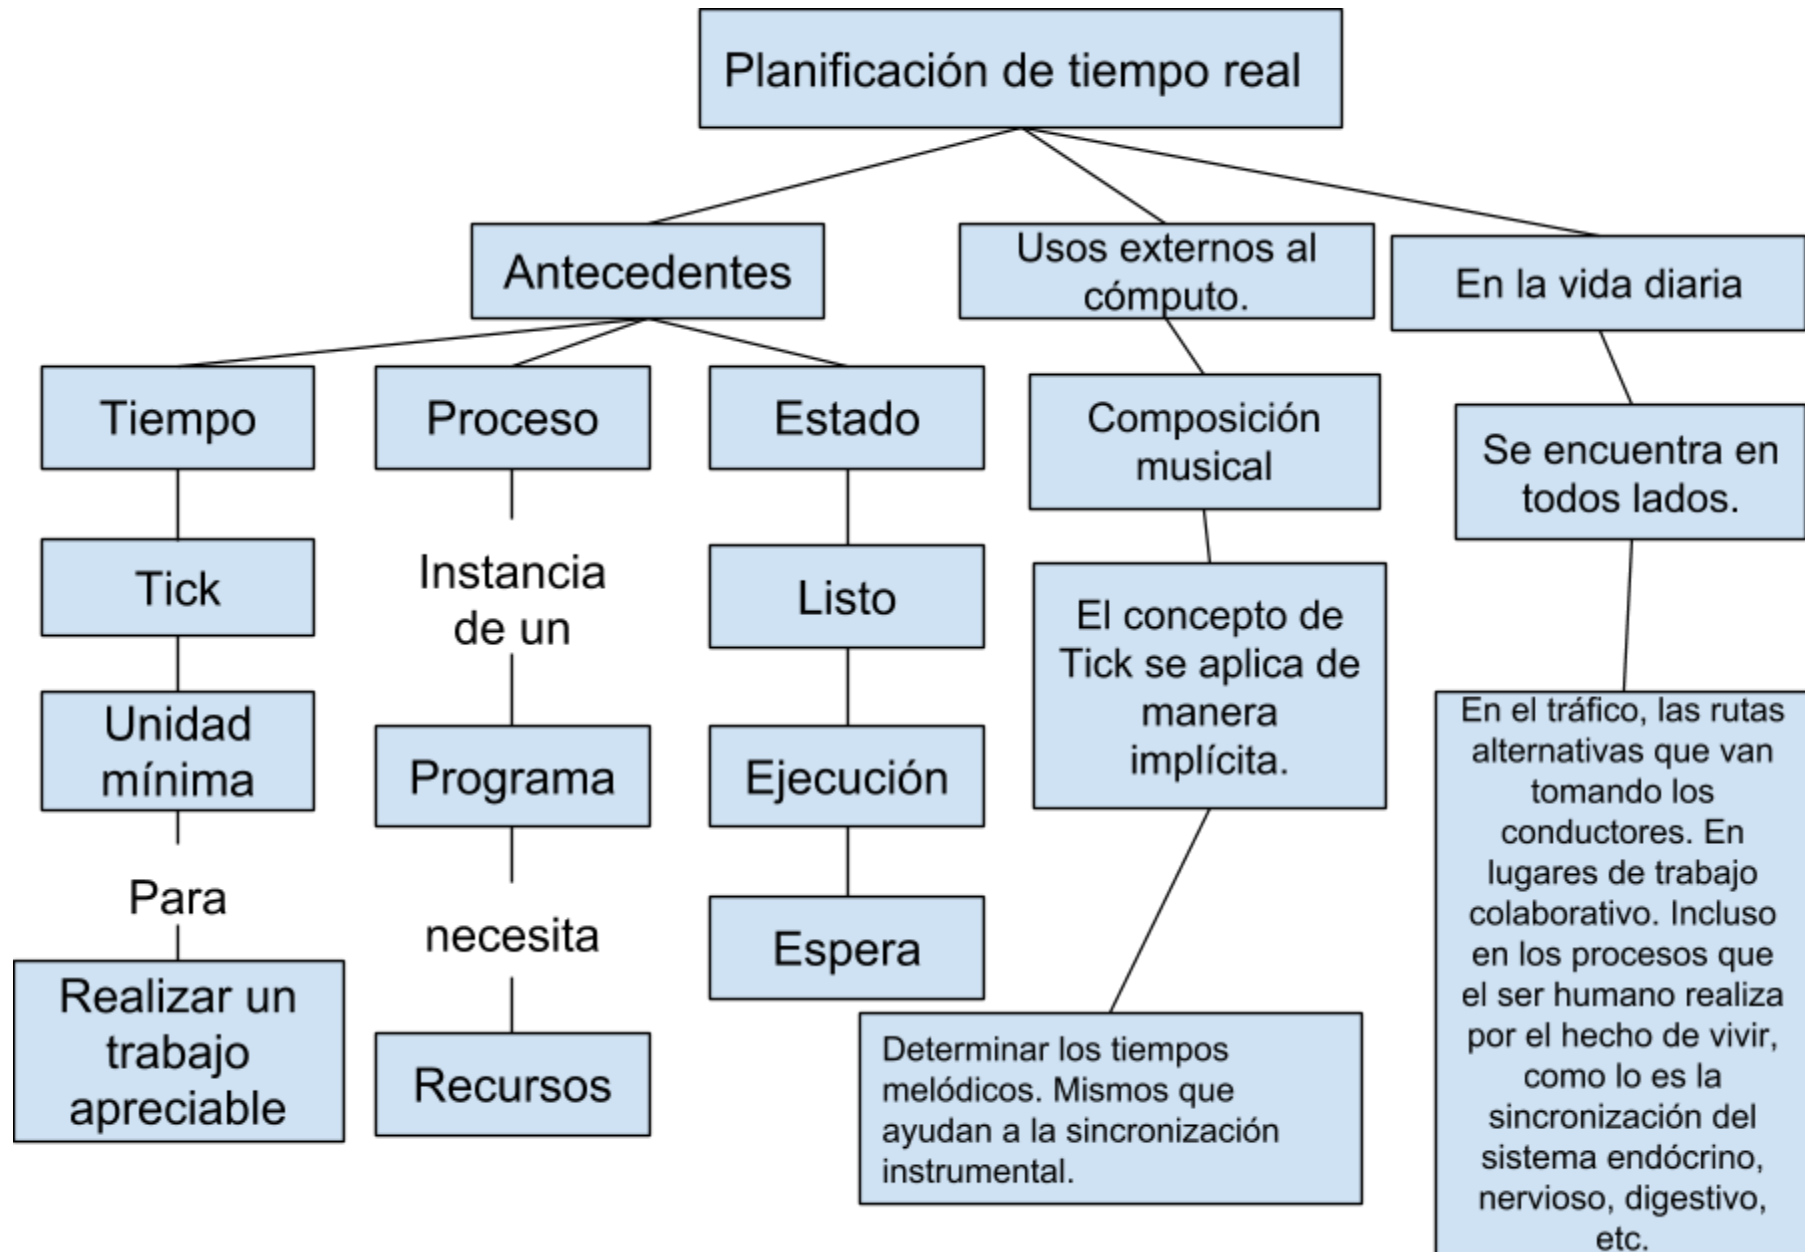 Planificación de tiempo real
Antecedentes
Usos externos al
cómputo.
En la vida diaria
Tiempo
Proceso
Estado
Composición
musical
Se encuentra en
todos lados.
Tick
Instancia
de un
Listo
El concepto de
Tick se aplica de
manera
implícita.
Unidad
mínima
Programa
Ejecución
En el tráfico, las rutas
alternativas que van
tomando los
conductores. En
lugares de trabajo
colaborativo. Incluso
en los procesos que
el ser humano realiza
por el hecho de vivir,
como lo es la
sincronización del
sistema endócrino,
nervioso, digestivo,
etc.
Para
necesita
Espera
Realizar un
trabajo
apreciable
Recursos
Determinar los tiempos
melódicos. Mismos que
ayudan a la sincronización
instrumental.